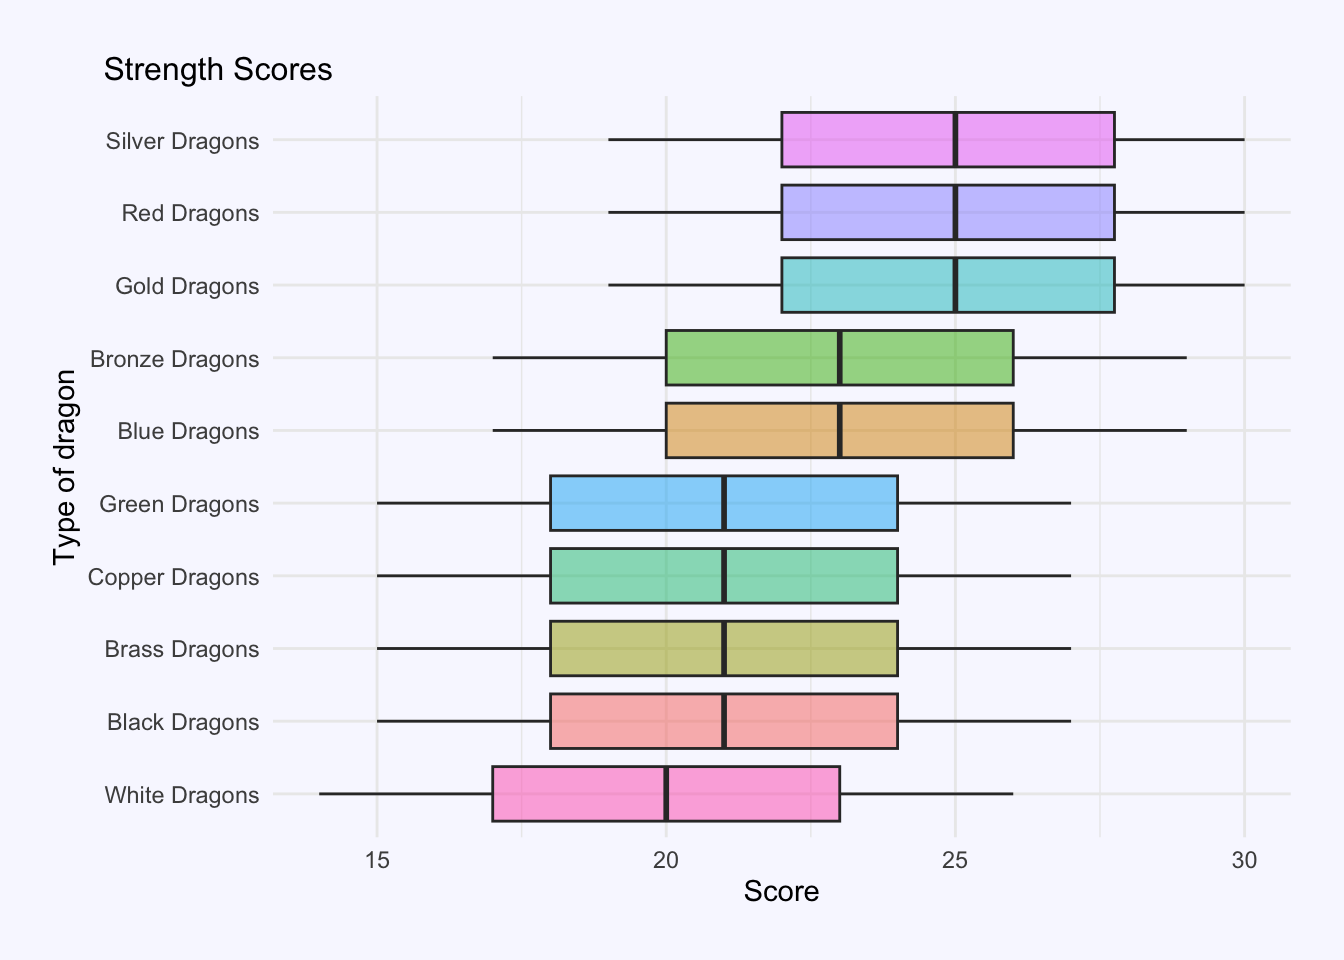 Strength Scores
Silver Dragons
Red Dragons
Gold Dragons
Bronze Dragons
Blue Dragons
Green Dragons
Copper Dragons
Brass Dragons
Black Dragons
White Dragons
Type of dragon
15 20 25 30
Score